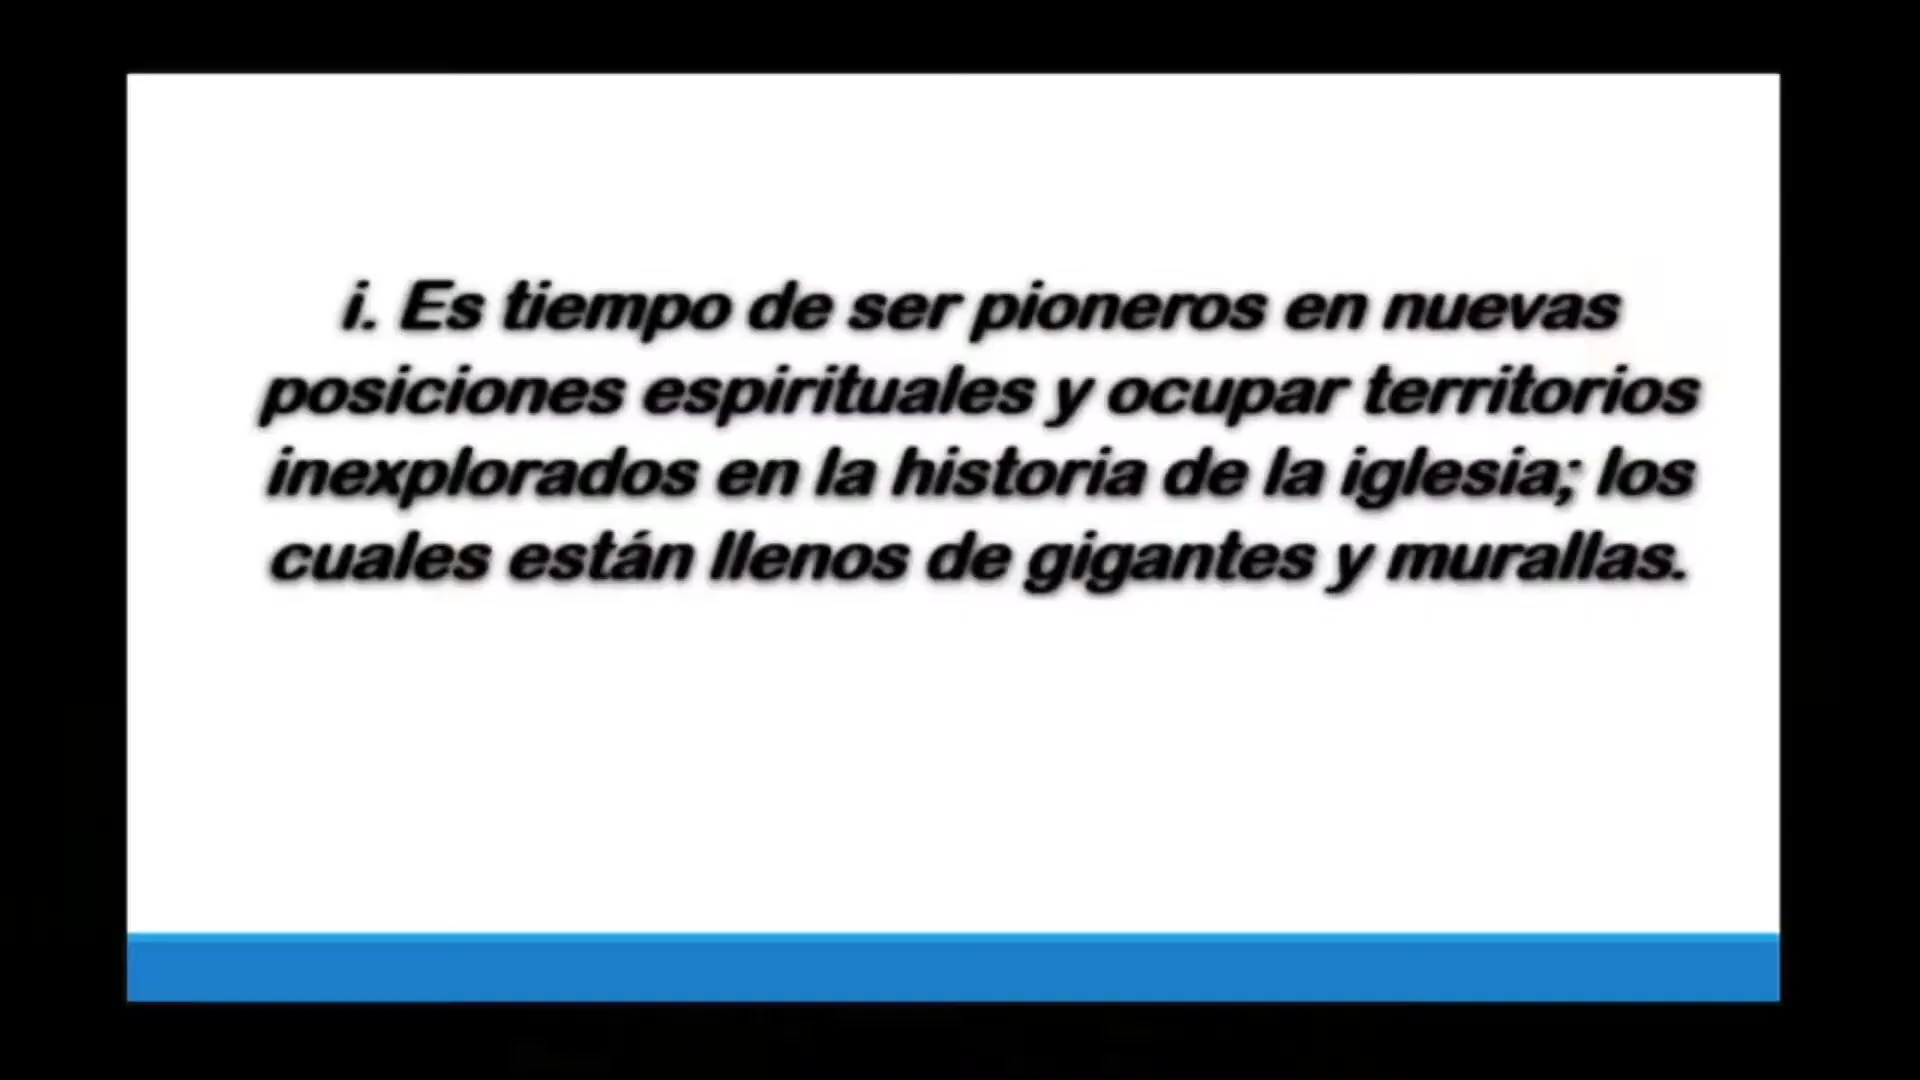 i. Es tiempo de ser pioneros en nuevas
posiciones espirituales y ocupar territorios
inexplorados en la historia de la iglesia; los
cuales están llenos de gigantes y murallas.